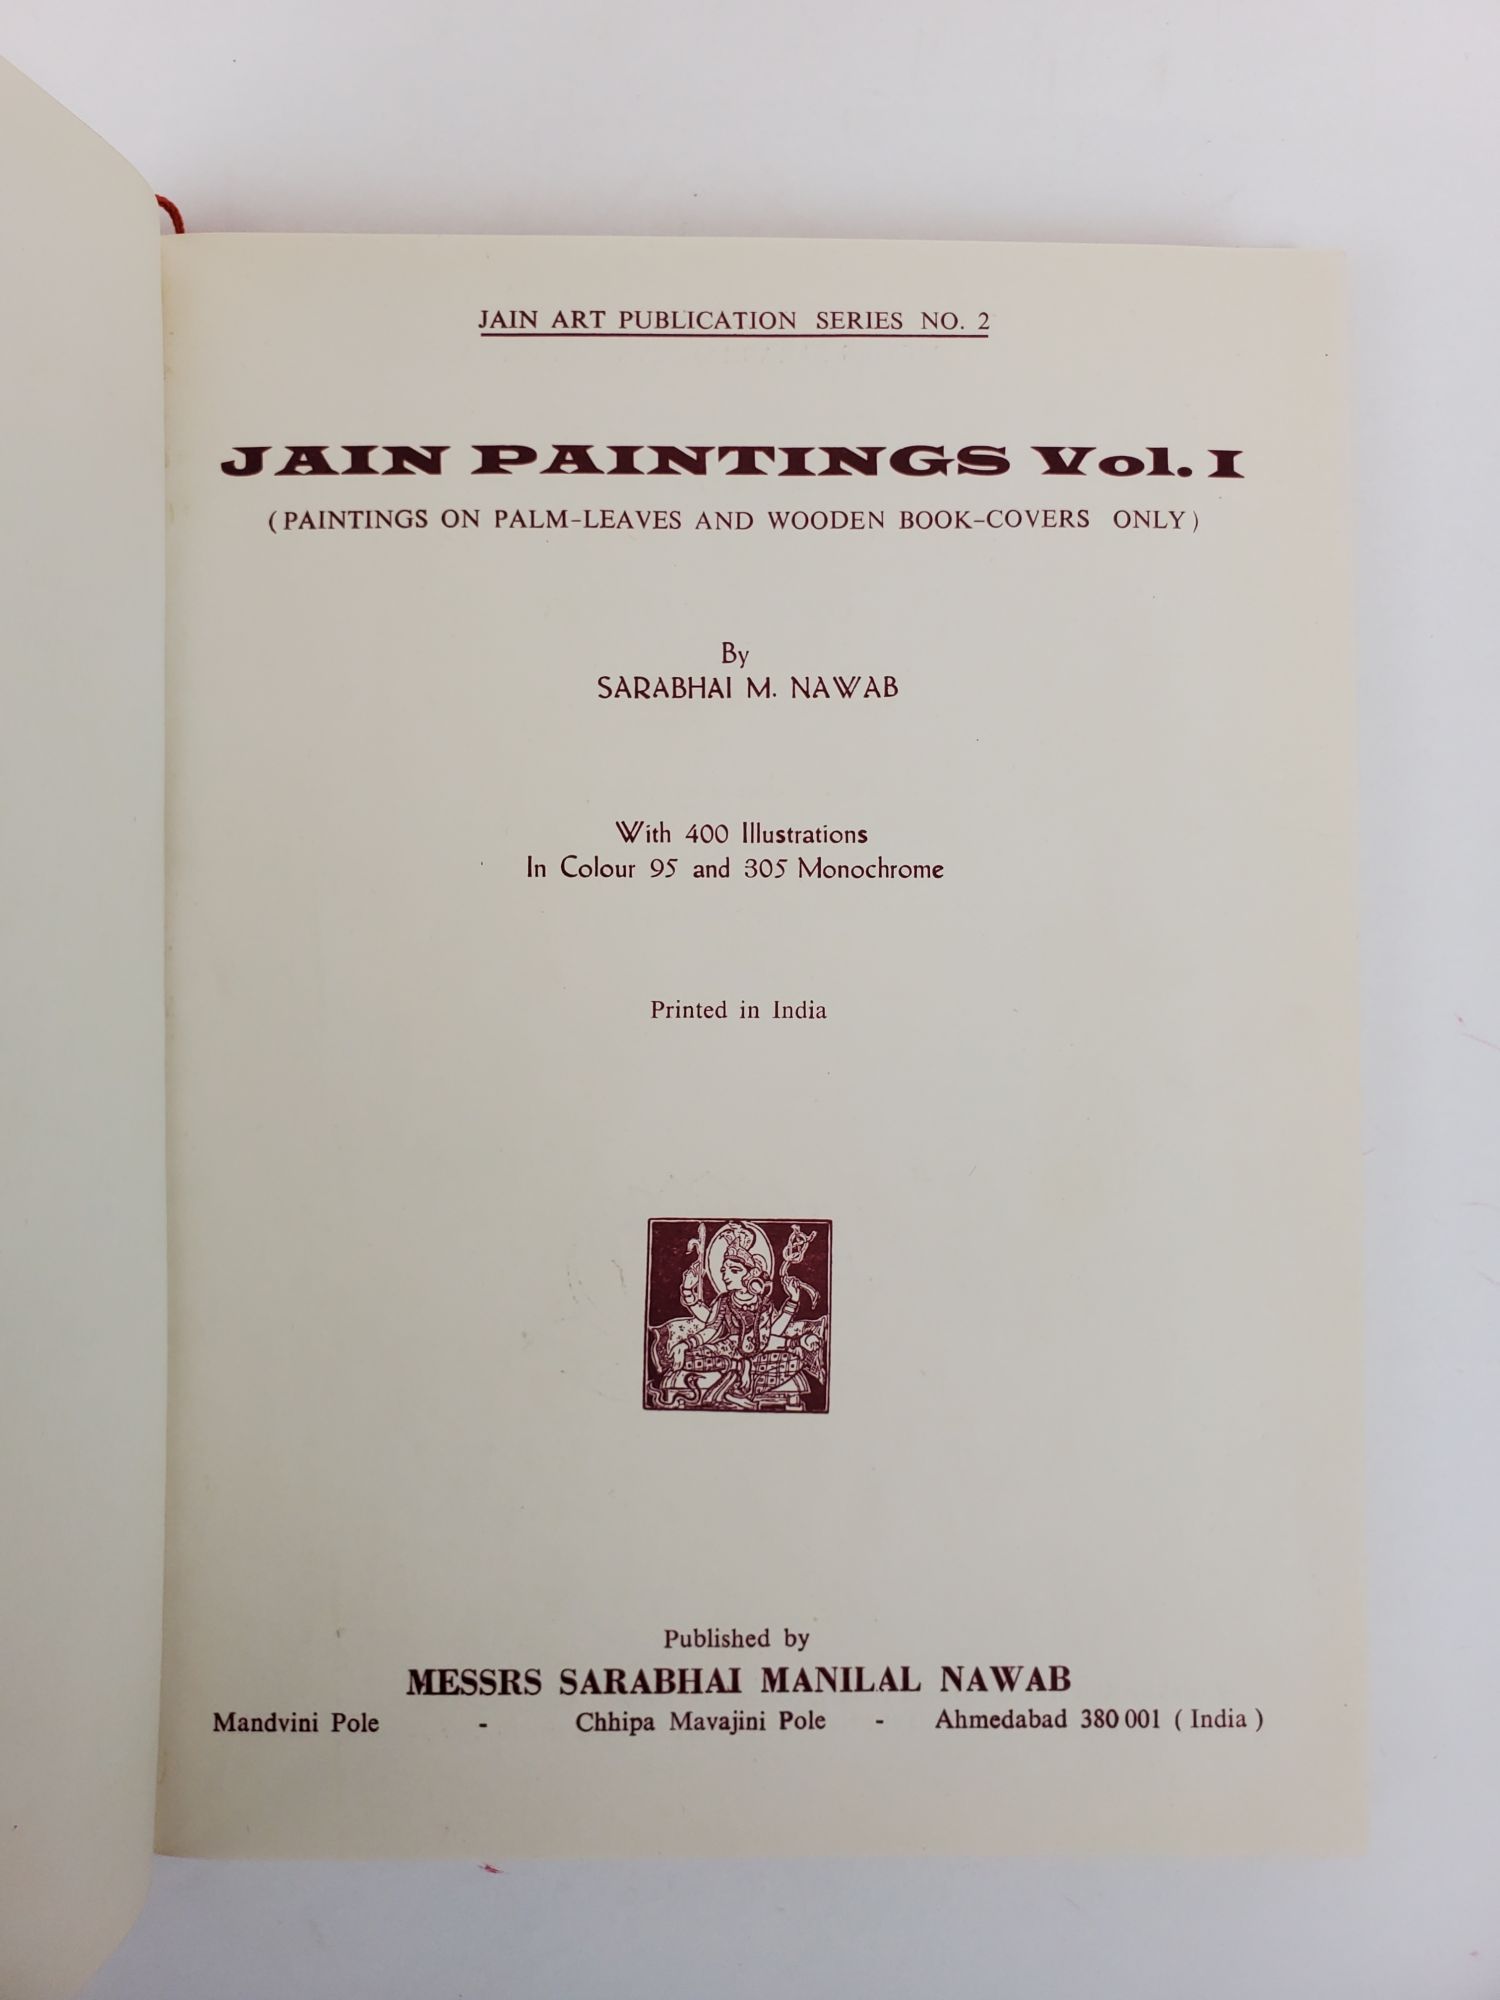 JAIN ART PUBLICATION SERIES NO. 2
JAIN PAINTINGS Vol. I
(PAINTINGS ON PALM-LEAVES AND WOODEN BOOK-COVERS ONLY)
By
SARABHAI M. NAWAB
With 400 Illustrations
In Colour 95 and 305 Monochrome
Printed in India
Published by
MESSRS SARABHAI MANILAL NAWAB
Mandvini Pole - Chhipa Mavajini Pole - Ahmedabad 380 001 ( India )